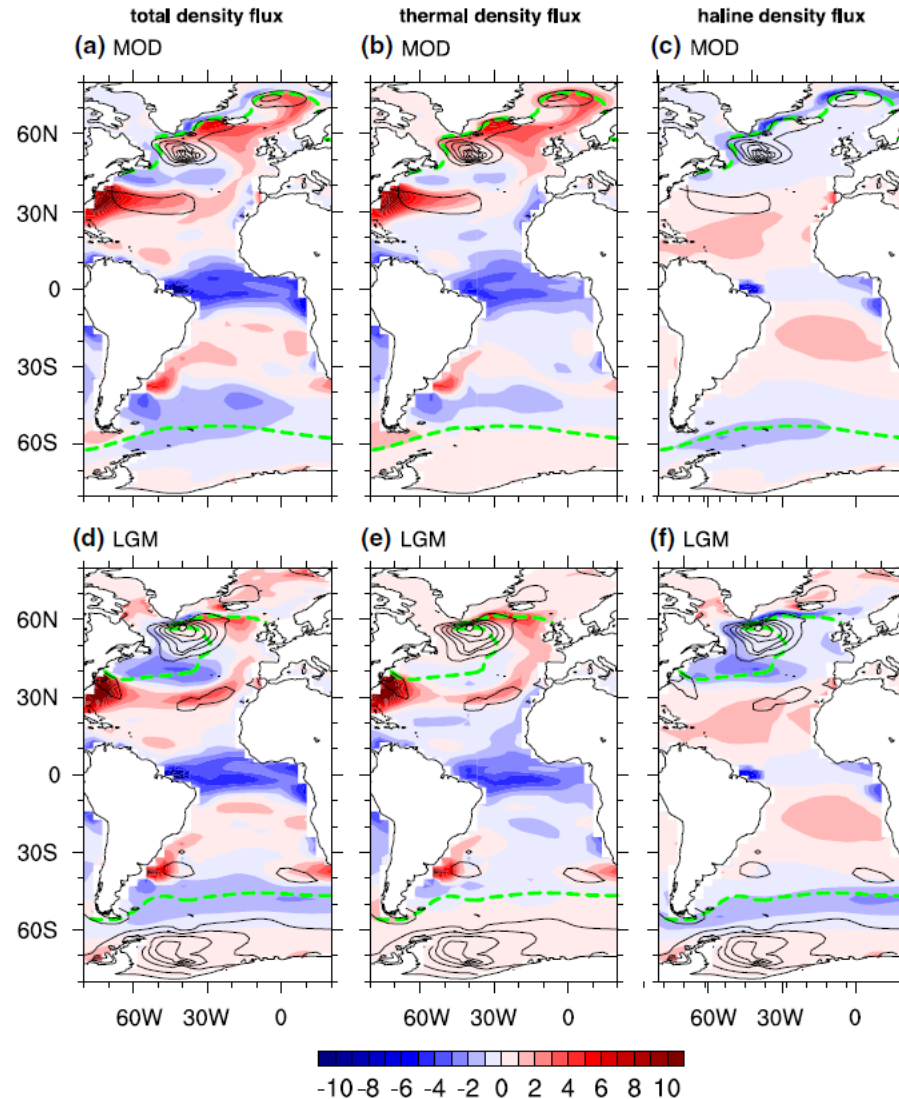 total density flux thermal density flux haline density flux
(a) MOD (b) MOD (c) MOD
60N
30N
0
30S
60S
(d) LGM (e) LGM (f) LGM
60N
30N
0
30S
60S
60W 30W 0 60W 30W 0 60W 30W 0
-10 -8 -6 -4 -2 0 2 4 6 8 10